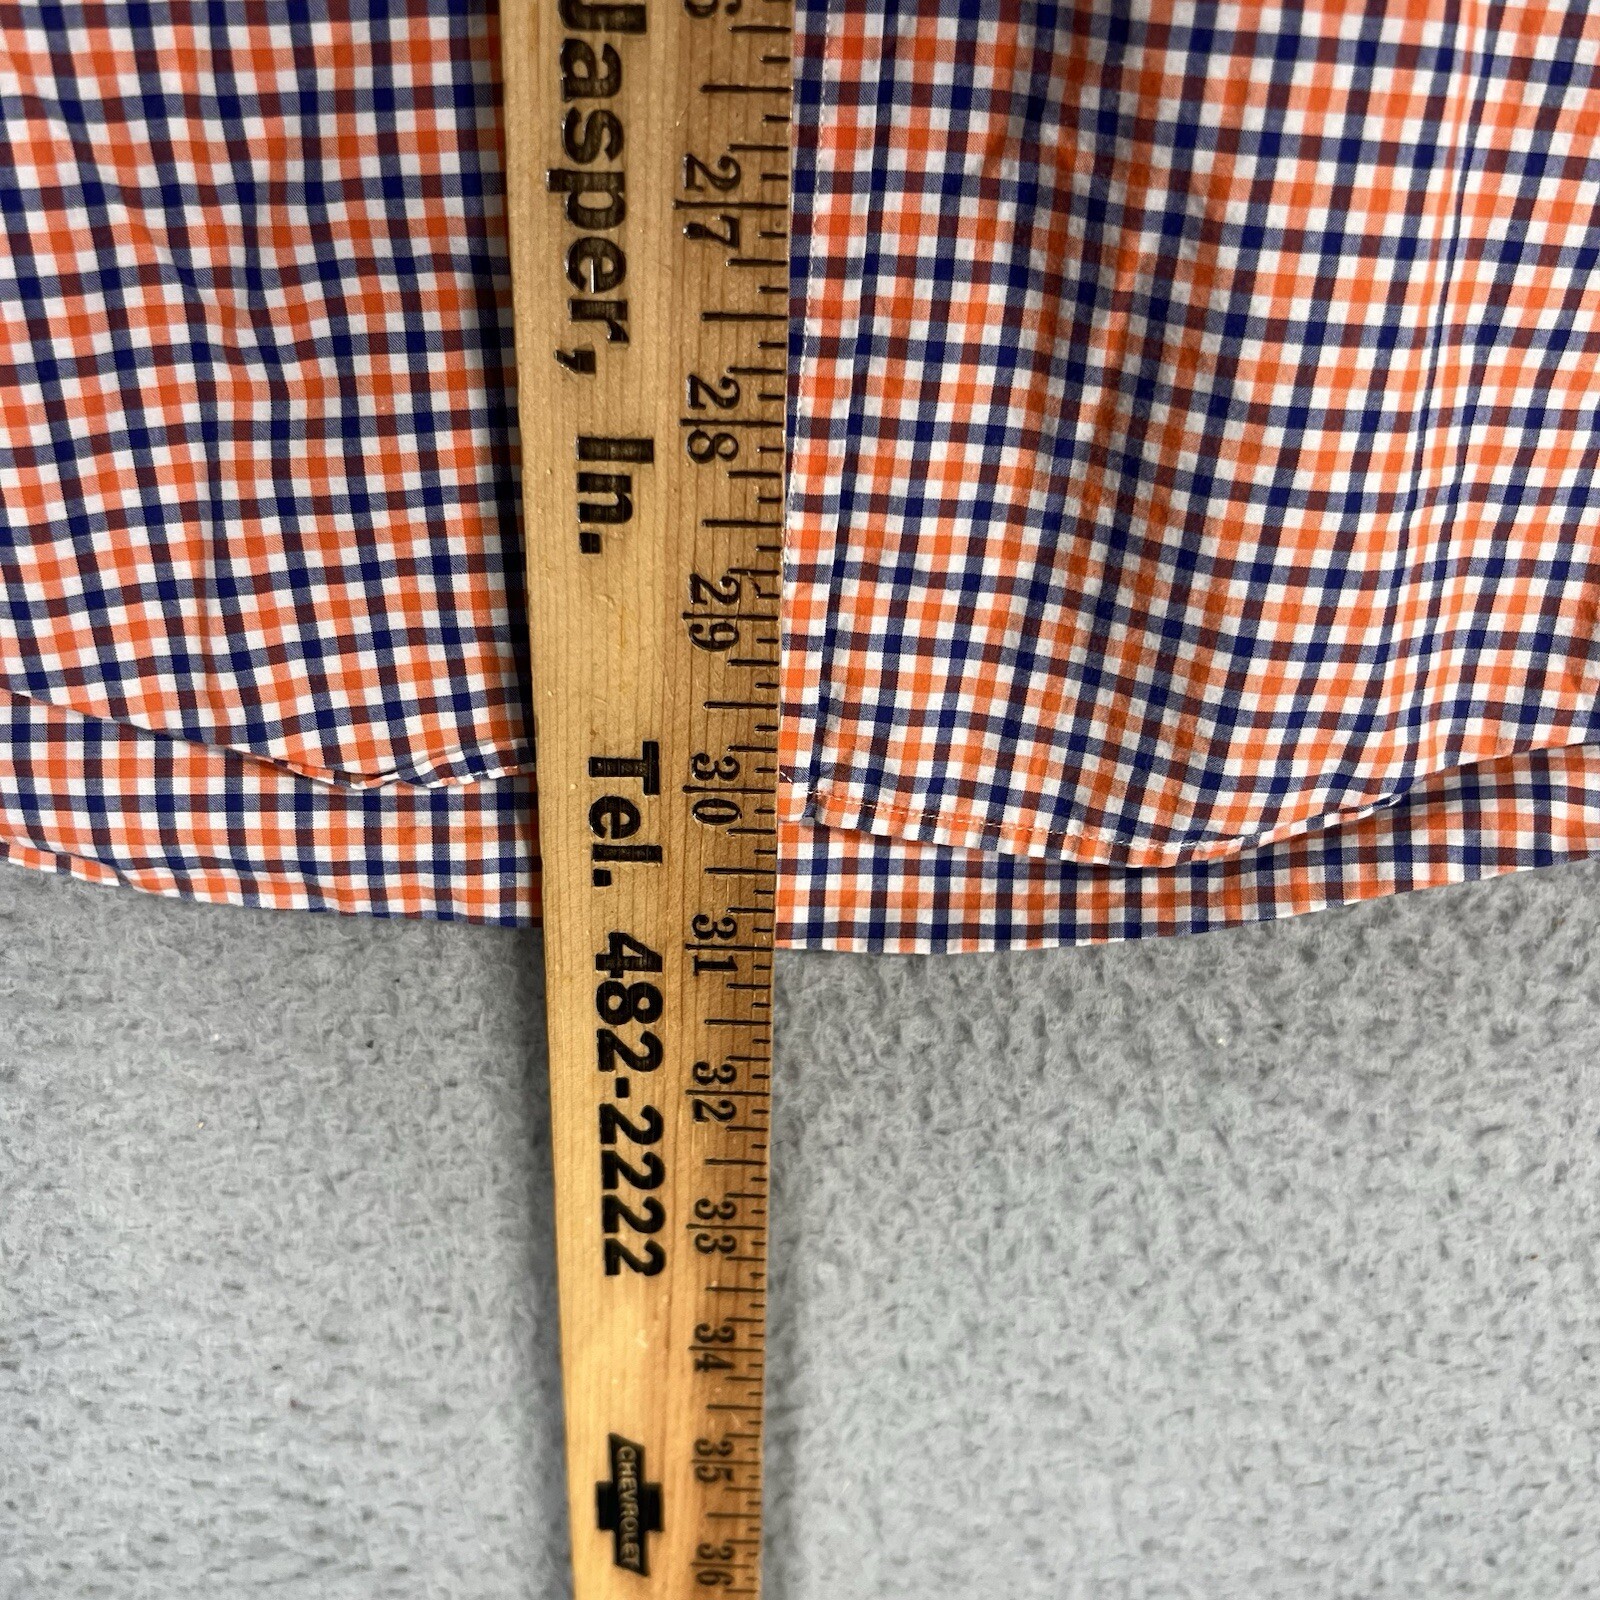 Jasper, In. Tel. 482-2222
27 28 29 30 31 32 33 34 35 36
CHEVROLET